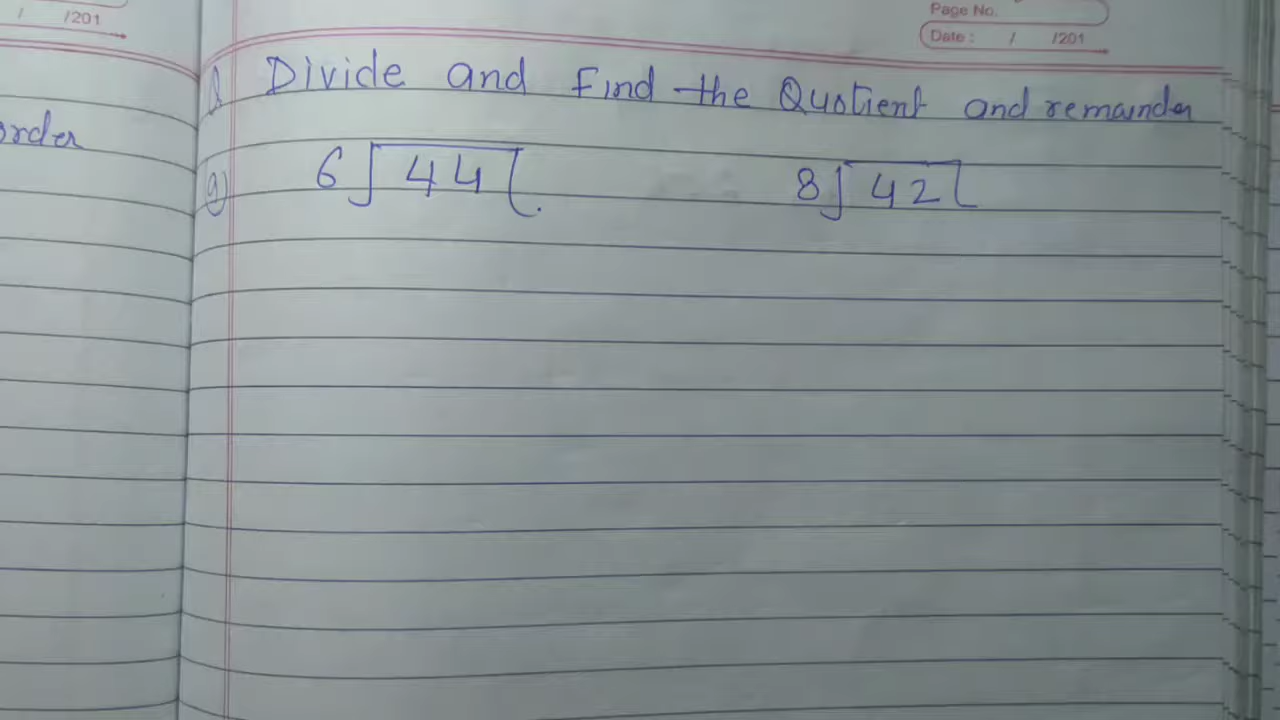 / /201
Page No.
Date : / /201
Q Divide and Find the Quotient and remainder
order
a) 6 ) 44 ( 8 ) 42 (